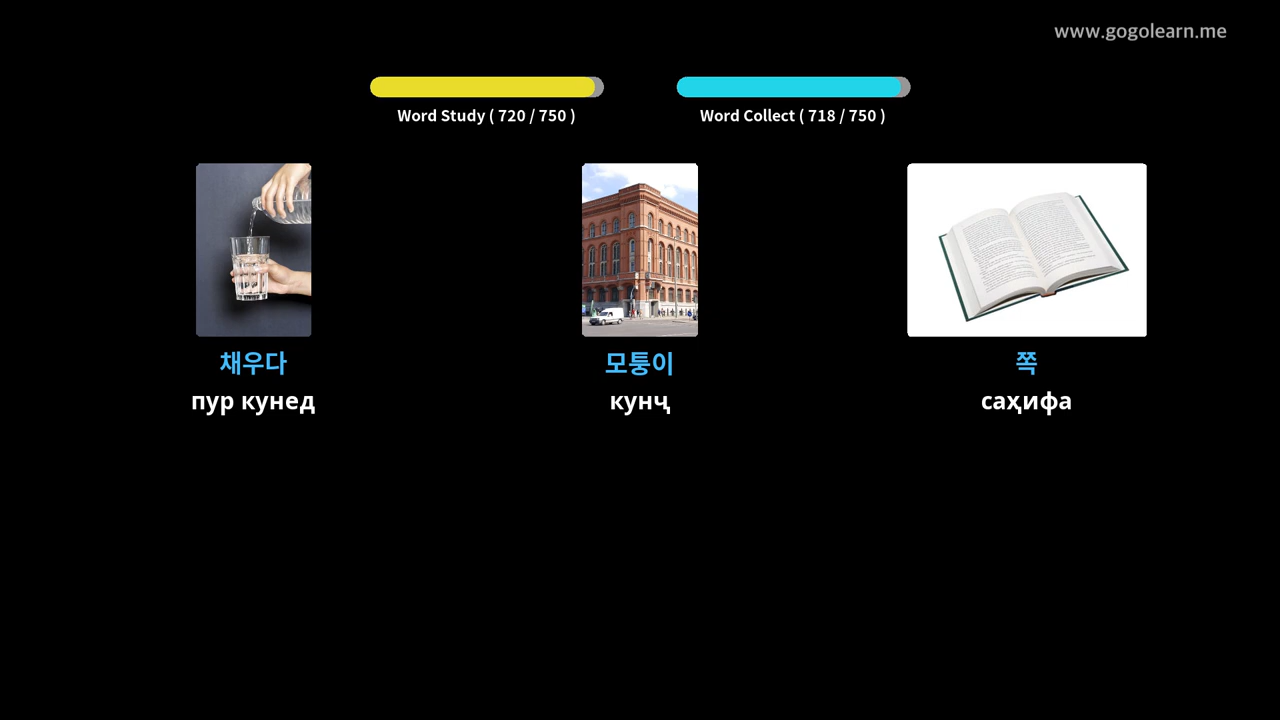 www.gogolearn.me
Word Study ( 720 / 750 )
Word Collect ( 718 / 750 )
채우다
모퉁이
쪽
пур кунед
кунҷ
саҳифа